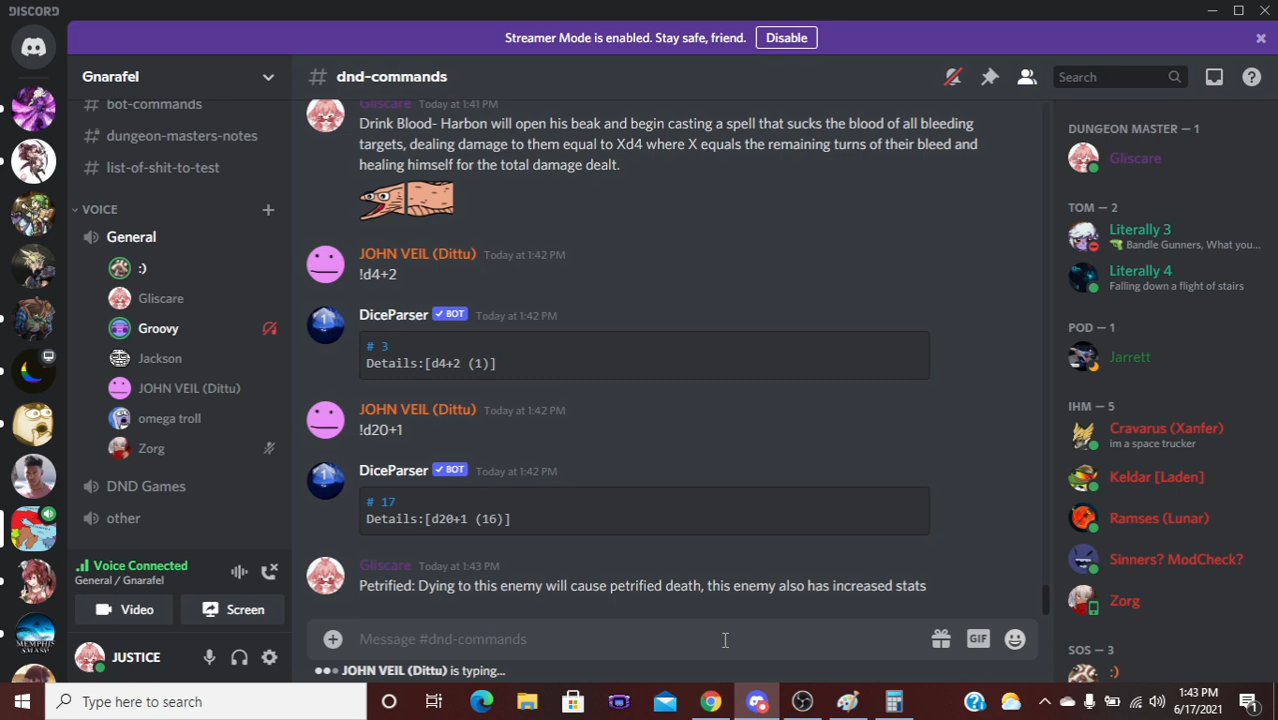 DISCORD
Streamer Mode is enabled. Stay safe, friend.
Disable
Gnarafel
bot-commands
dungeon-masters-notes
list-of-shit-to-test
VOICE
General
:)
Gliscare
Groovy
Jackson
JOHN VEIL (Dittu)
omega troll
Zorg
DND Games
other
Voice Connected
General / Gnarafel
Video
Screen
JUSTICE
# dnd-commands
Search
Gliscare Today at 1:41 PM
Drink Blood- Harbon will open his beak and begin casting a spell that sucks the blood of all bleeding
targets, dealing damage to them equal to Xd4 where X equals the remaining turns of their bleed and
healing himself for the total damage dealt.
JOHN VEIL (Dittu) Today at 1:42 PM
!d4+2
DiceParser ✓ BOT Today at 1:42 PM
# 3
Details:[d4+2 (1)]
JOHN VEIL (Dittu) Today at 1:42 PM
!d20+1
DiceParser ✓ BOT Today at 1:42 PM
# 17
Details:[d20+1 (16)]
Gliscare Today at 1:43 PM
Petrified: Dying to this enemy will cause petrified death, this enemy also has increased stats
Message #dnd-commands
GIF
JOHN VEIL (Dittu) is typing...
DUNGEON MASTER — 1
Gliscare
TOM — 2
Literally 3
Bandle Gunners, What you...
Literally 4
Falling down a flight of stairs
POD — 1
Jarrett
IHM — 5
Cravarus (Xanfer)
im a space trucker
Keldar [Laden]
Ramses (Lunar)
Sinners? ModCheck?
Zorg
SOS — 3
:)
MEMPHIS
Type here to search
1:43 PM
6/17/2021
1